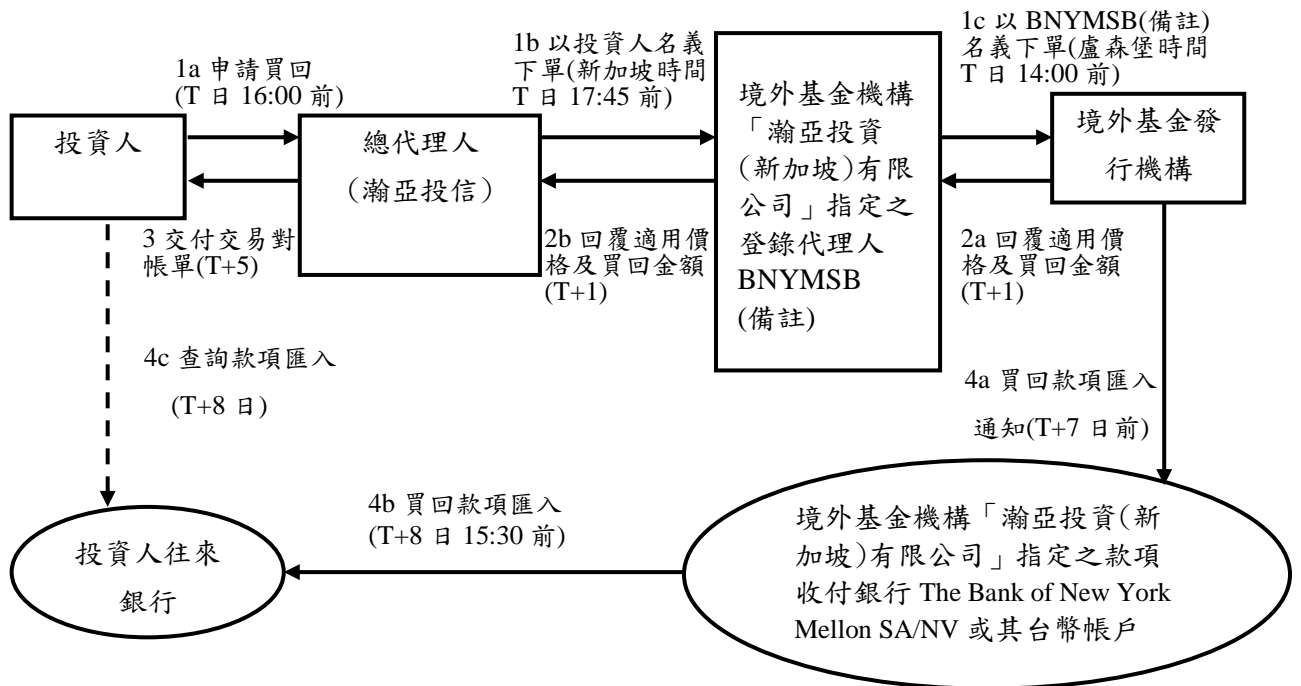 1a 申請買回
(T 日 16:00 前)
1b 以投資人名義
下單(新加坡時間
T 日 17:45 前)
1c 以 BNYMSB(備註)
名義下單(盧森堡時間
T 日 14:00 前)
投資人
總代理人
(瀚亞投信)
境外基金機構
「瀚亞投資
(新加坡)有限
公司」指定之
登錄代理人
BNYMSB
(備註)
境外基金發
行機構
3 交付交易對
帳單(T+5)
2b 回覆適用價
格及買回金額
(T+1)
2a 回覆適用價
格及買回金額
(T+1)
4c 查詢款項匯入
(T+8 日)
4a 買回款項匯入
通知(T+7 日前)
4b 買回款項匯入
(T+8 日 15:30 前)
投資人往來
銀行
境外基金機構「瀚亞投資(新
加坡)有限公司」指定之款項
收付銀行 The Bank of New York
Mellon SA/NV 或其台幣帳戶